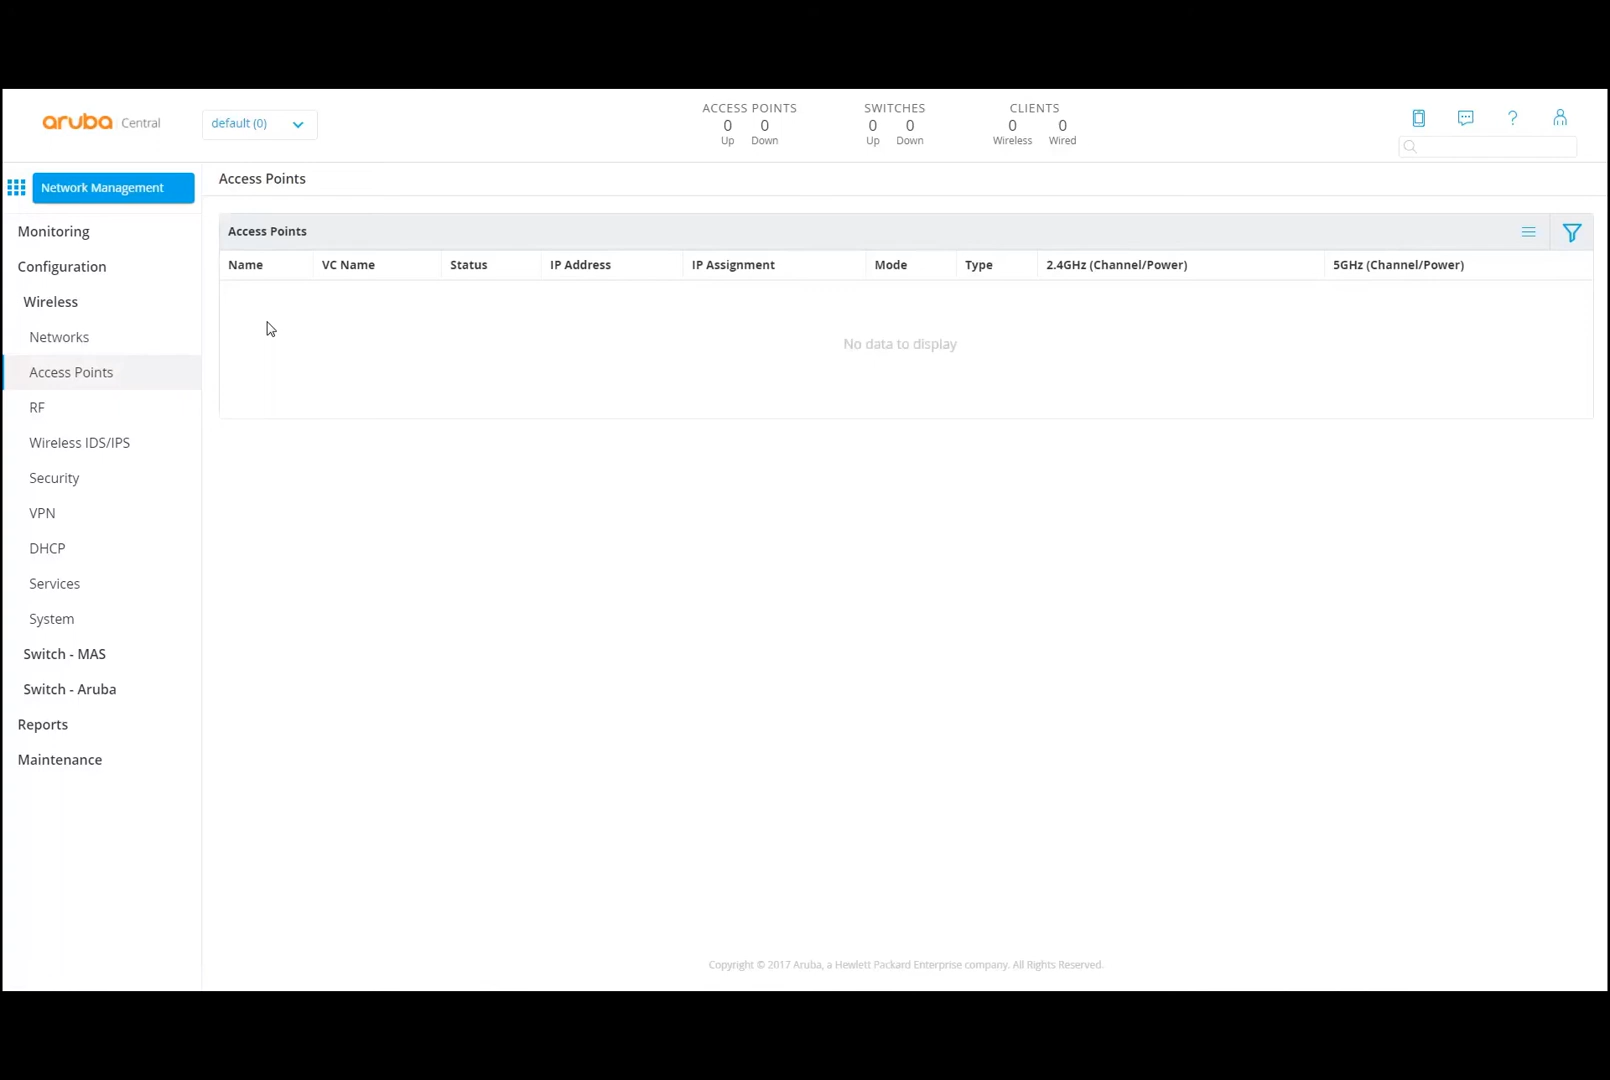 aruba Central
default (0)
ACCESS POINTS
0 0
Up Down
SWITCHES
0 0
Up Down
CLIENTS
0 0
Wireless Wired
?
Network Management
Monitoring
Configuration
Wireless
Networks
Access Points
RF
Wireless IDS/IPS
Security
VPN
DHCP
Services
System
Switch - MAS
Switch - Aruba
Reports
Maintenance
Access Points
Access Points
Name VC Name Status IP Address IP Assignment Mode Type 2.4GHz (Channel/Power) 5GHz (Channel/Power)
No data to display
Copyright © 2017 Aruba, a Hewlett Packard Enterprise company. All Rights Reserved.